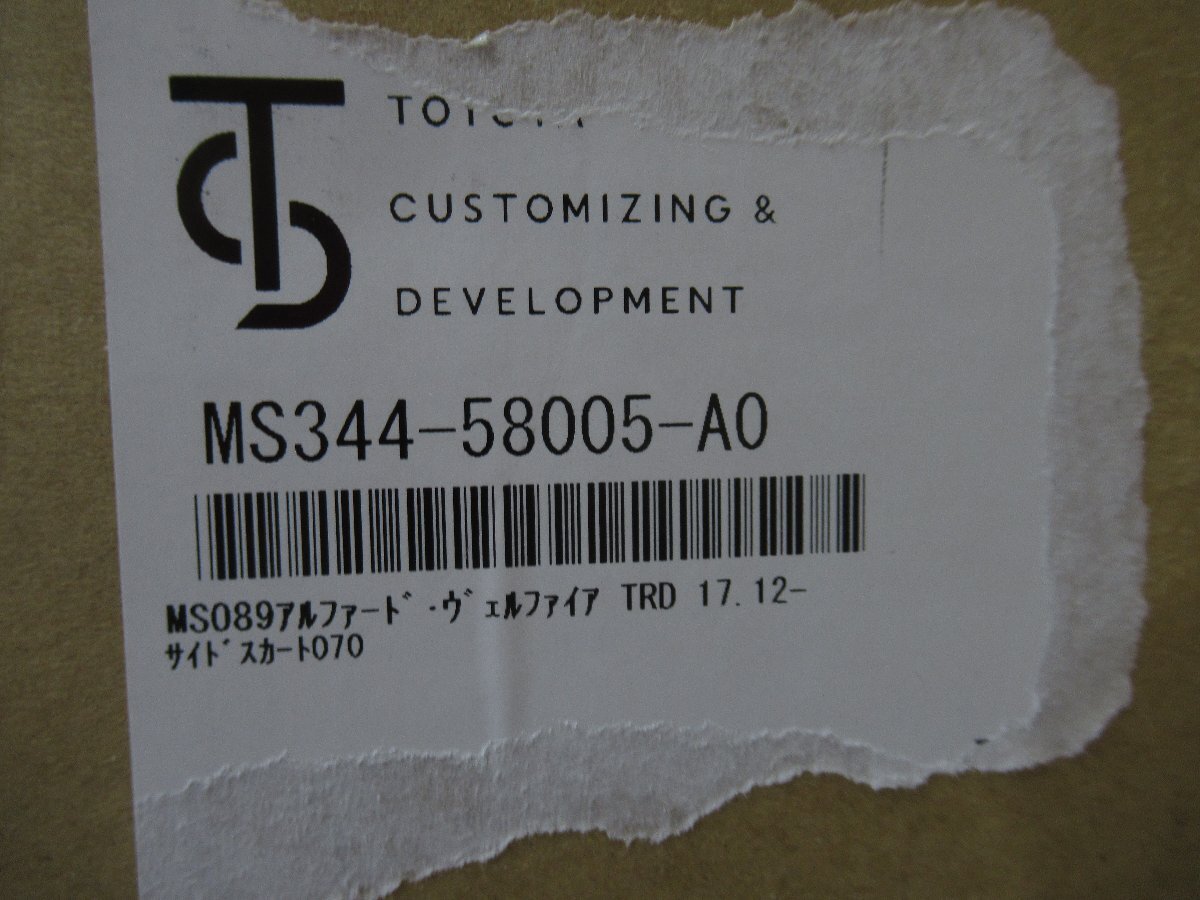 TOYOTA
CUSTOMIZING &
DEVELOPMENT
MS344-58005-A0
MS089ｱﾙﾌｧｰﾄﾞ･ｳﾞｪﾙﾌｧｲｱ TRD 17.12-
ｻｲﾄﾞｽｶｰﾄ070